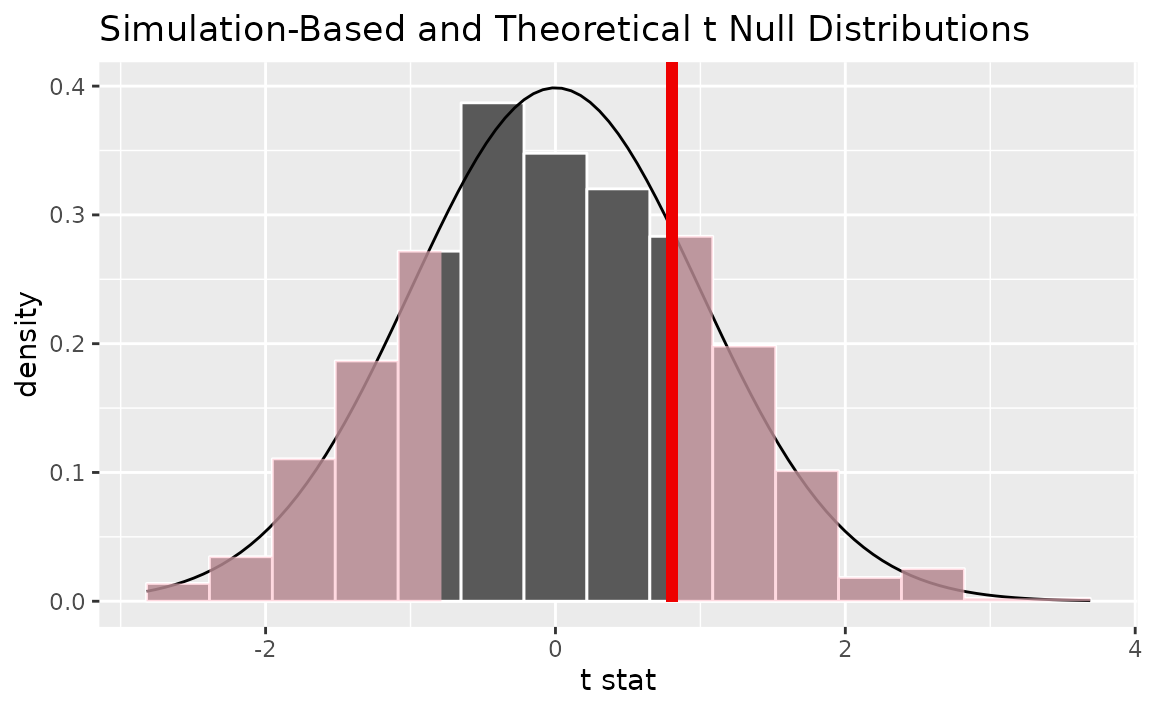 Simulation-Based and Theoretical t Null Distributions
0.4
0.3
0.2
0.1
0.0
density
-2 0 2 4
t stat